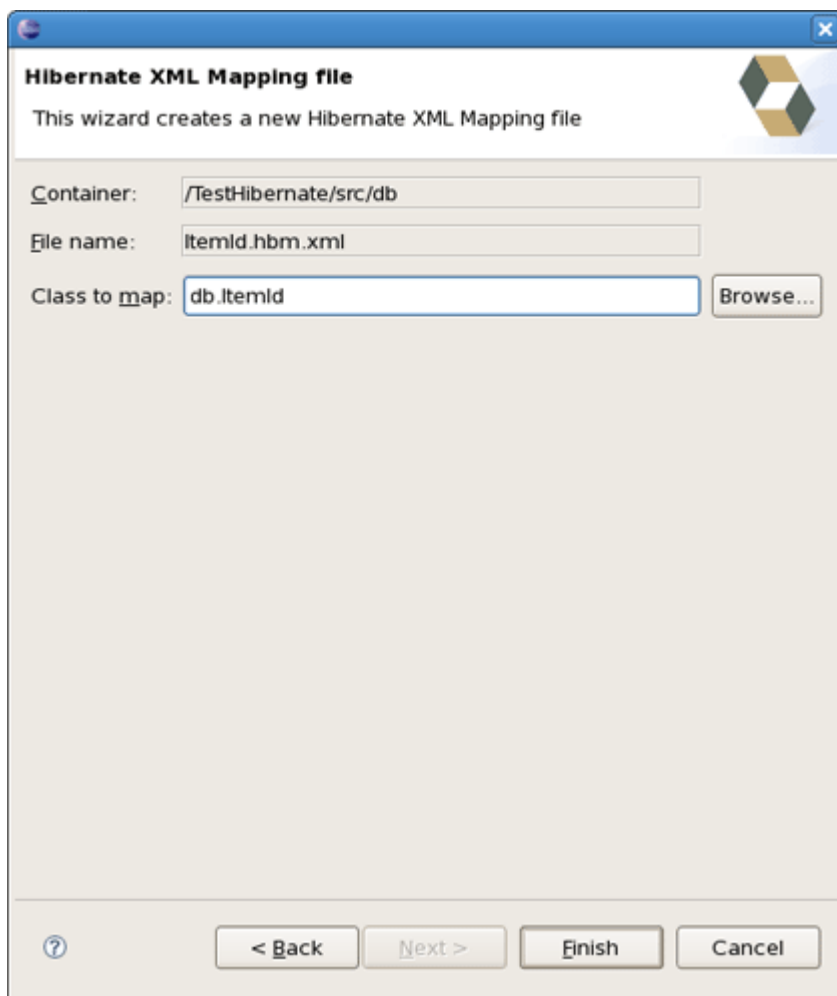 Hibernate XML Mapping file
This wizard creates a new Hibernate XML Mapping file
Container: /TestHibernate/src/db
File name: ItemId.hbm.xml
Class to map: db.ItemId Browse...
? < Back Next > Finish Cancel